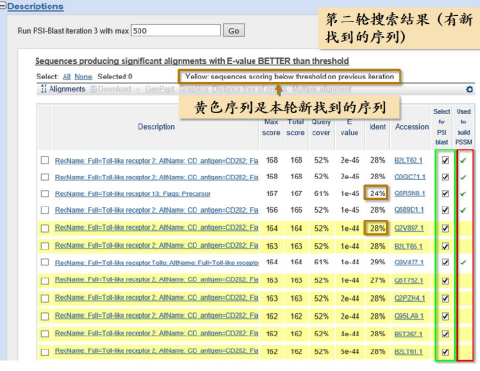 Descriptions
第二轮搜索结果（有新找到的序列）
Run PSI-Blast iteration 3 with max 500 Go
Sequences producing significant alignments with E-value BETTER than threshold
Select: All None Selected:0
Yellow: sequences scoring below threshold on previous iteration
Alignments Download GenPept Graphics Distance tree of results Multiple alignment
黄色序列是本轮新找到的序列
Description Max score Total score Query cover E value Ident Accession Select for PSI blast Used to build PSSM
RecName: Full=Toll-like receptor 2; AltName: CD_antigen=CD282; Fla 168 168 52% 2e-46 28% B2LT62.1
RecName: Full=Toll-like receptor 2; AltName: CD_antigen=CD282; Fla 168 168 52% 2e-46 28%
RecName: Full=Toll-like receptor 13; Flags: Precursor 167 167 61% 1e-45 24% Q6R5N8.1
RecName: Full=Toll-like receptor 2; AltName: CD_antigen=CD282; Fla 166 166 52% 1e-45 28% Q689D1.1
RecName: Full=Toll-like receptor 2; AltName: CD_antigen=CD282; Fla 164 164 52% 1e-44 28% Q2V897.1
RecName: Full=Toll-like receptor 2; AltName: CD_antigen=CD282; Fla 163 163 52% 1e-44 28% B2LT65.1
RecName: Full=Toll-like receptor Tollo; AltName: Full=Toll-like recepto 164 164 61% 1e-44 29% Q9V477.1
RecName: Full=Toll-like receptor 2; AltName: CD_antigen=CD282; Fla 163 163 52% 1e-44 27% Q6T752.1
RecName: Full=Toll-like receptor 2; AltName: CD_antigen=CD282; Fla 163 163 52% 2e-44 28% Q2PZH4.1
RecName: Full=Toll-like receptor 2; AltName: CD_antigen=CD282; Fla 162 162 52% 2e-44 28% Q95LA9.1
RecName: Full=Toll-like receptor 2; AltName: CD_antigen=CD282; Fla 162 162 52% 4e-44 28% B5T267.1
RecName: Full=Toll-like receptor 2; AltName: CD_antigen=CD282; Fla 162 162 52% 5e-44 28% B2LT61.1